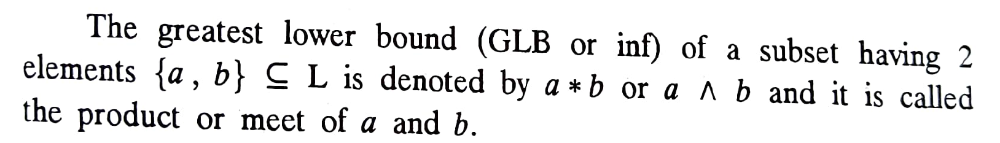 The greatest lower bound (GLB or inf) of a subset having 2
elements {a , b} ⊆ L is denoted by a * b or a ∧ b and it is called
the product or meet of a and b.